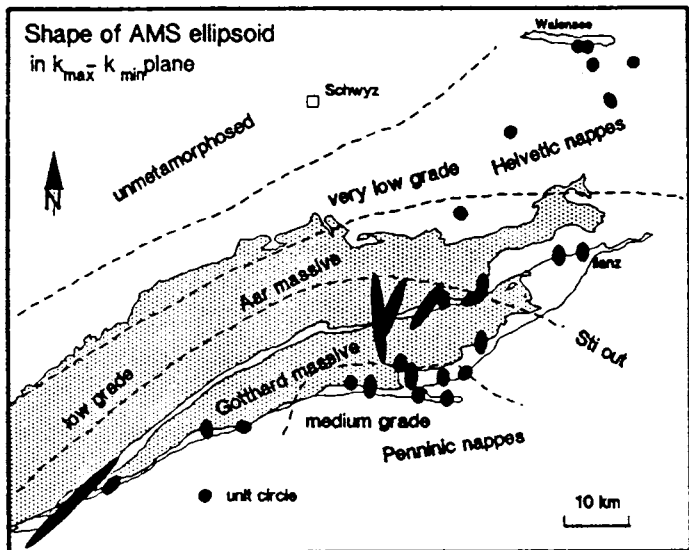 Shape of AMS ellipsoid
in kmax- kmin plane
Walensee
Schwyz
unmetamorphosed
N
very low grade
Helvetic nappes
Aar massive
Ilanz
Stl out
low grade
Gotthard massive
medium grade
Penninic nappes
unit circle
10 km